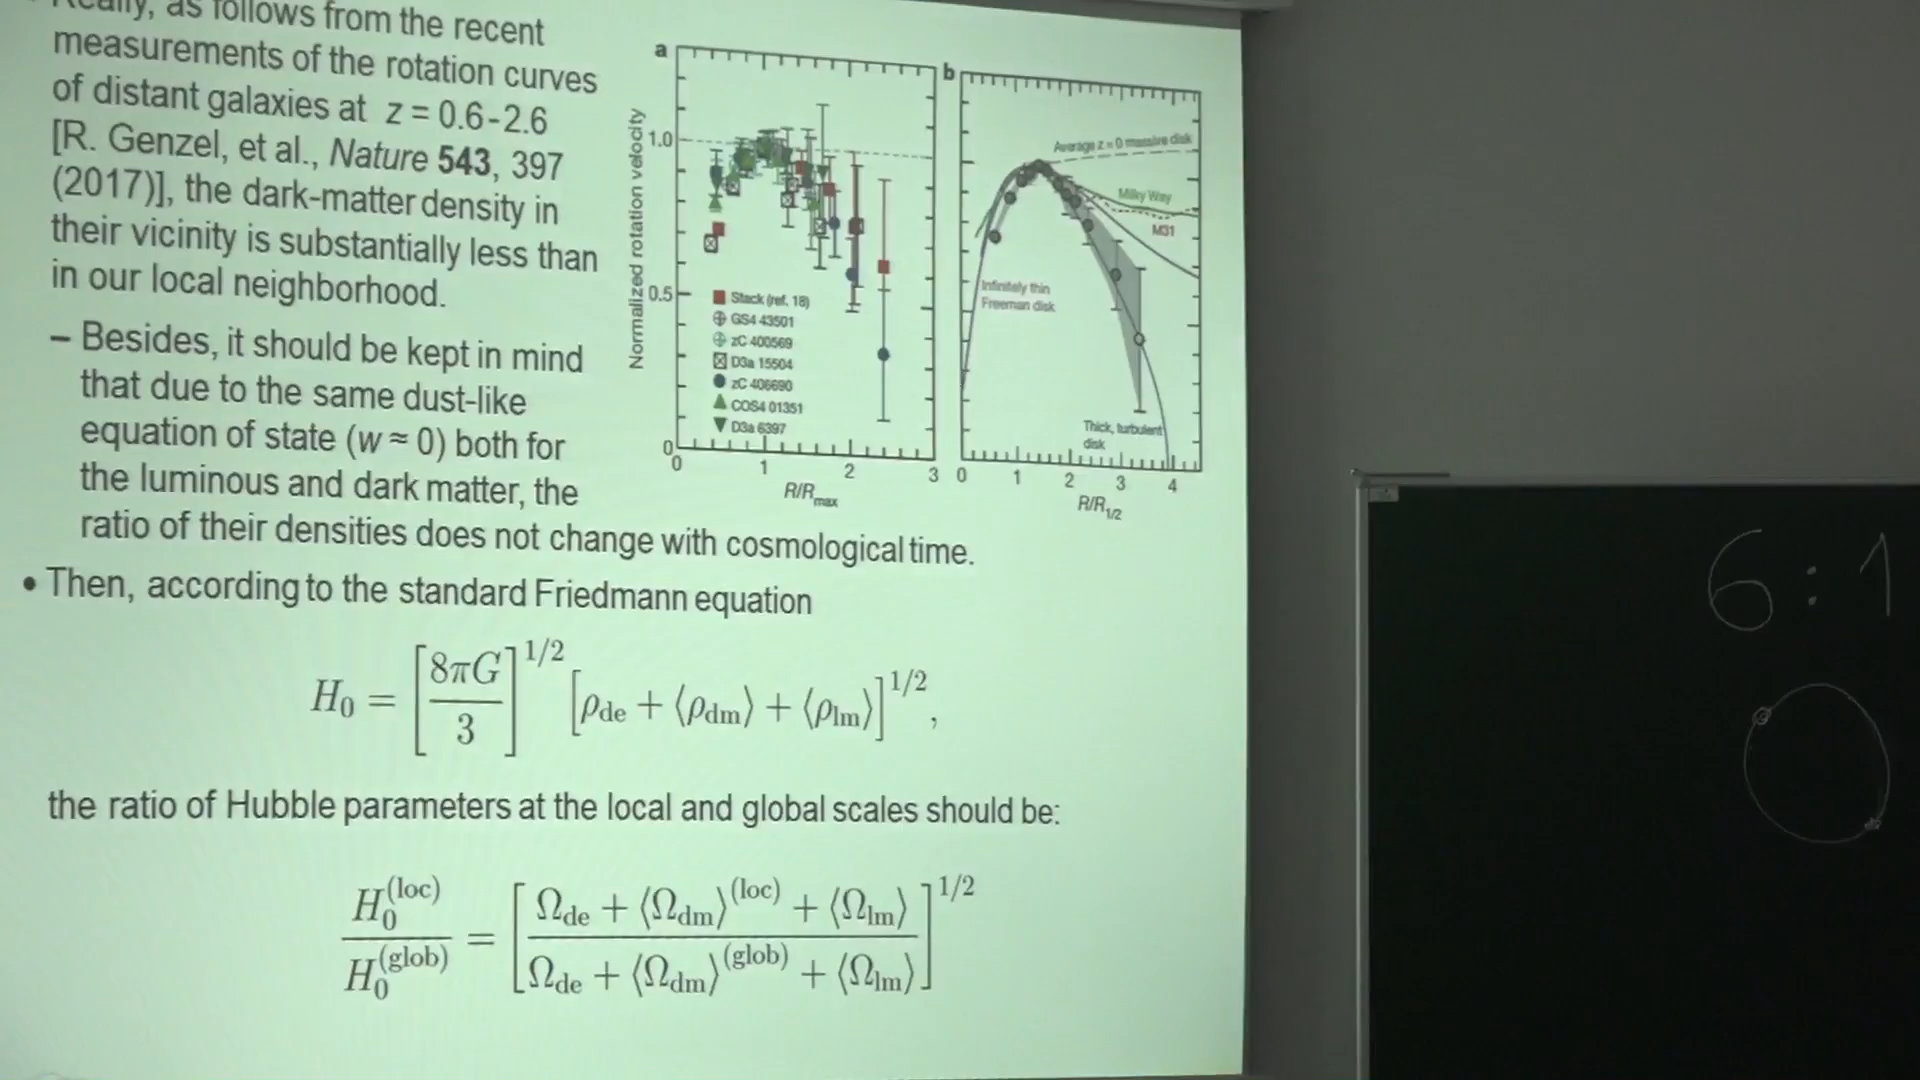 Really, as follows from the recent
measurements of the rotation curves
of distant galaxies at z = 0.6-2.6
[R. Genzel, et al., Nature 543, 397
(2017)], the dark-matter density in
their vicinity is substantially less than
in our local neighborhood.
– Besides, it should be kept in mind
that due to the same dust-like
equation of state (w ≈ 0) both for
the luminous and dark matter, the
ratio of their densities does not change with cosmological time.
a
Normalized rotation velocity
1.0
0.5
0
Stack (ref. 18)
GS4 43501
zC 400569
D3a 15504
zC 406690
COS4 01351
D3a 6397
0 1 2 3
R/Rmax
b
Average z = 0 massive disk
Milky Way
M31
Infinitely thin
Freeman disk
Thick, turbulent
disk
0 1 2 3 4
R/R1/2
• Then, according to the standard Friedmann equation
H₀ = [8πG/3]^1/2 [ρde + ⟨ρdm⟩ + ⟨ρlm⟩]^1/2,
the ratio of Hubble parameters at the local and global scales should be:
H₀^(loc) / H₀^(glob) = [(Ωde + ⟨Ωdm⟩^(loc) + ⟨Ωlm⟩) / (Ωde + ⟨Ωdm⟩^(glob) + ⟨Ωlm⟩)]^1/2
6:1